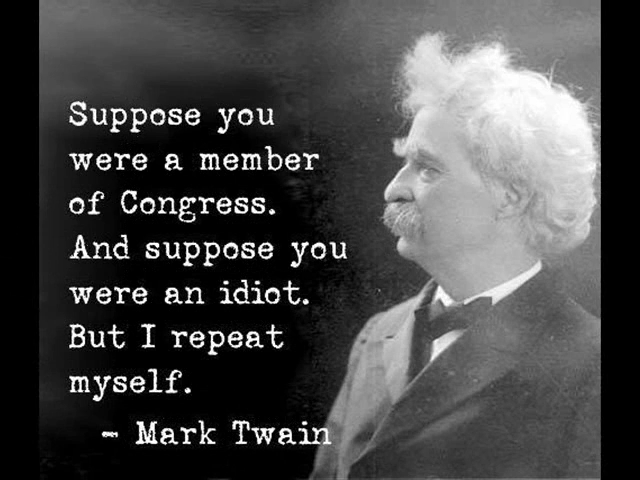 Suppose you
were a member
of Congress.
And suppose you
were an idiot.
But I repeat
myself.
- Mark Twain